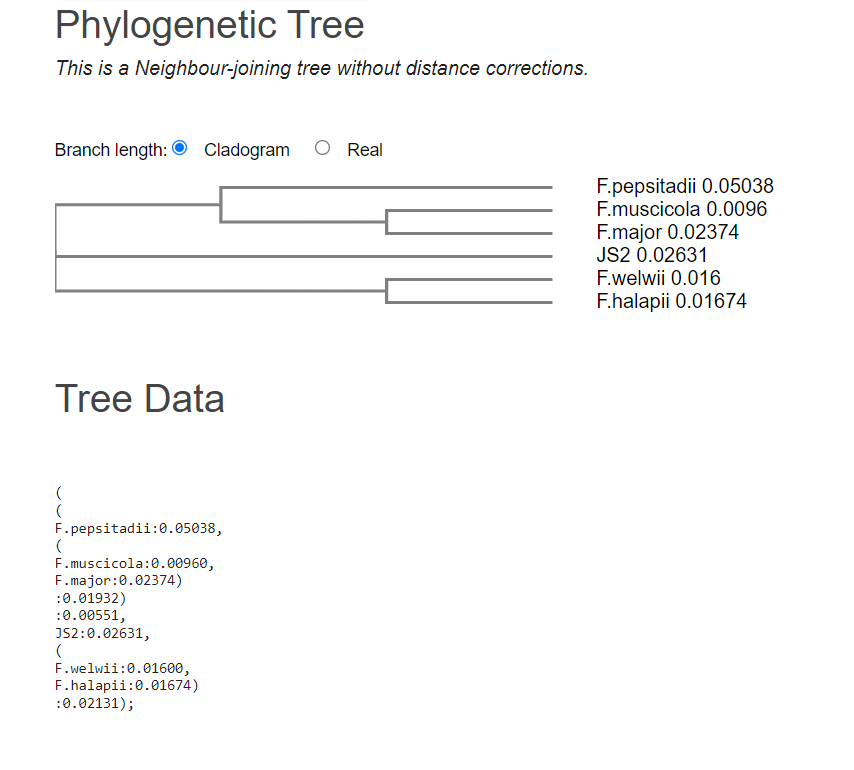 Phylogenetic Tree
This is a Neighbour-joining tree without distance corrections.
Branch length: Cladogram Real
F.pepsitadii 0.05038
F.muscicola 0.0096
F.major 0.02374
JS2 0.02631
F.welwii 0.016
F.halapii 0.01674
Tree Data
(
(
F.pepsitadii:0.05038,
(
F.muscicola:0.00960,
F.major:0.02374)
:0.01932)
:0.00551,
JS2:0.02631,
(
F.welwii:0.01600,
F.halapii:0.01674)
:0.02131);